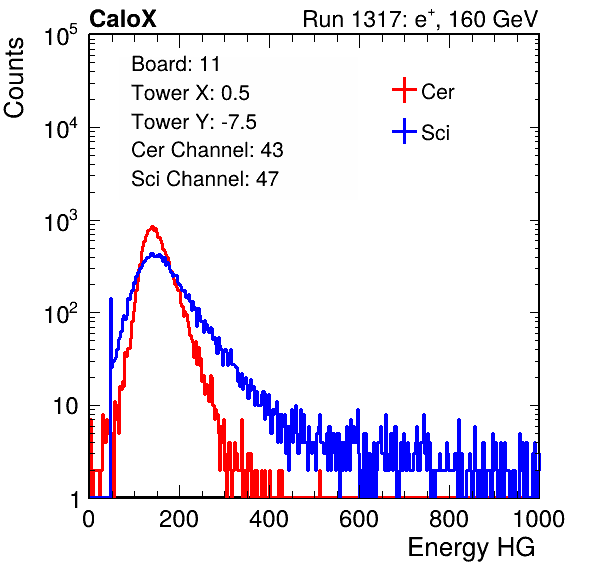 CaloX Run 1317: e+, 160 GeV
Counts
Board: 11
Tower X: 0.5
Tower Y: -7.5
Cer Channel: 43
Sci Channel: 47
Cer
Sci
10^5
10^4
10^3
10^2
10
1
0 200 400 600 800 1000
Energy HG